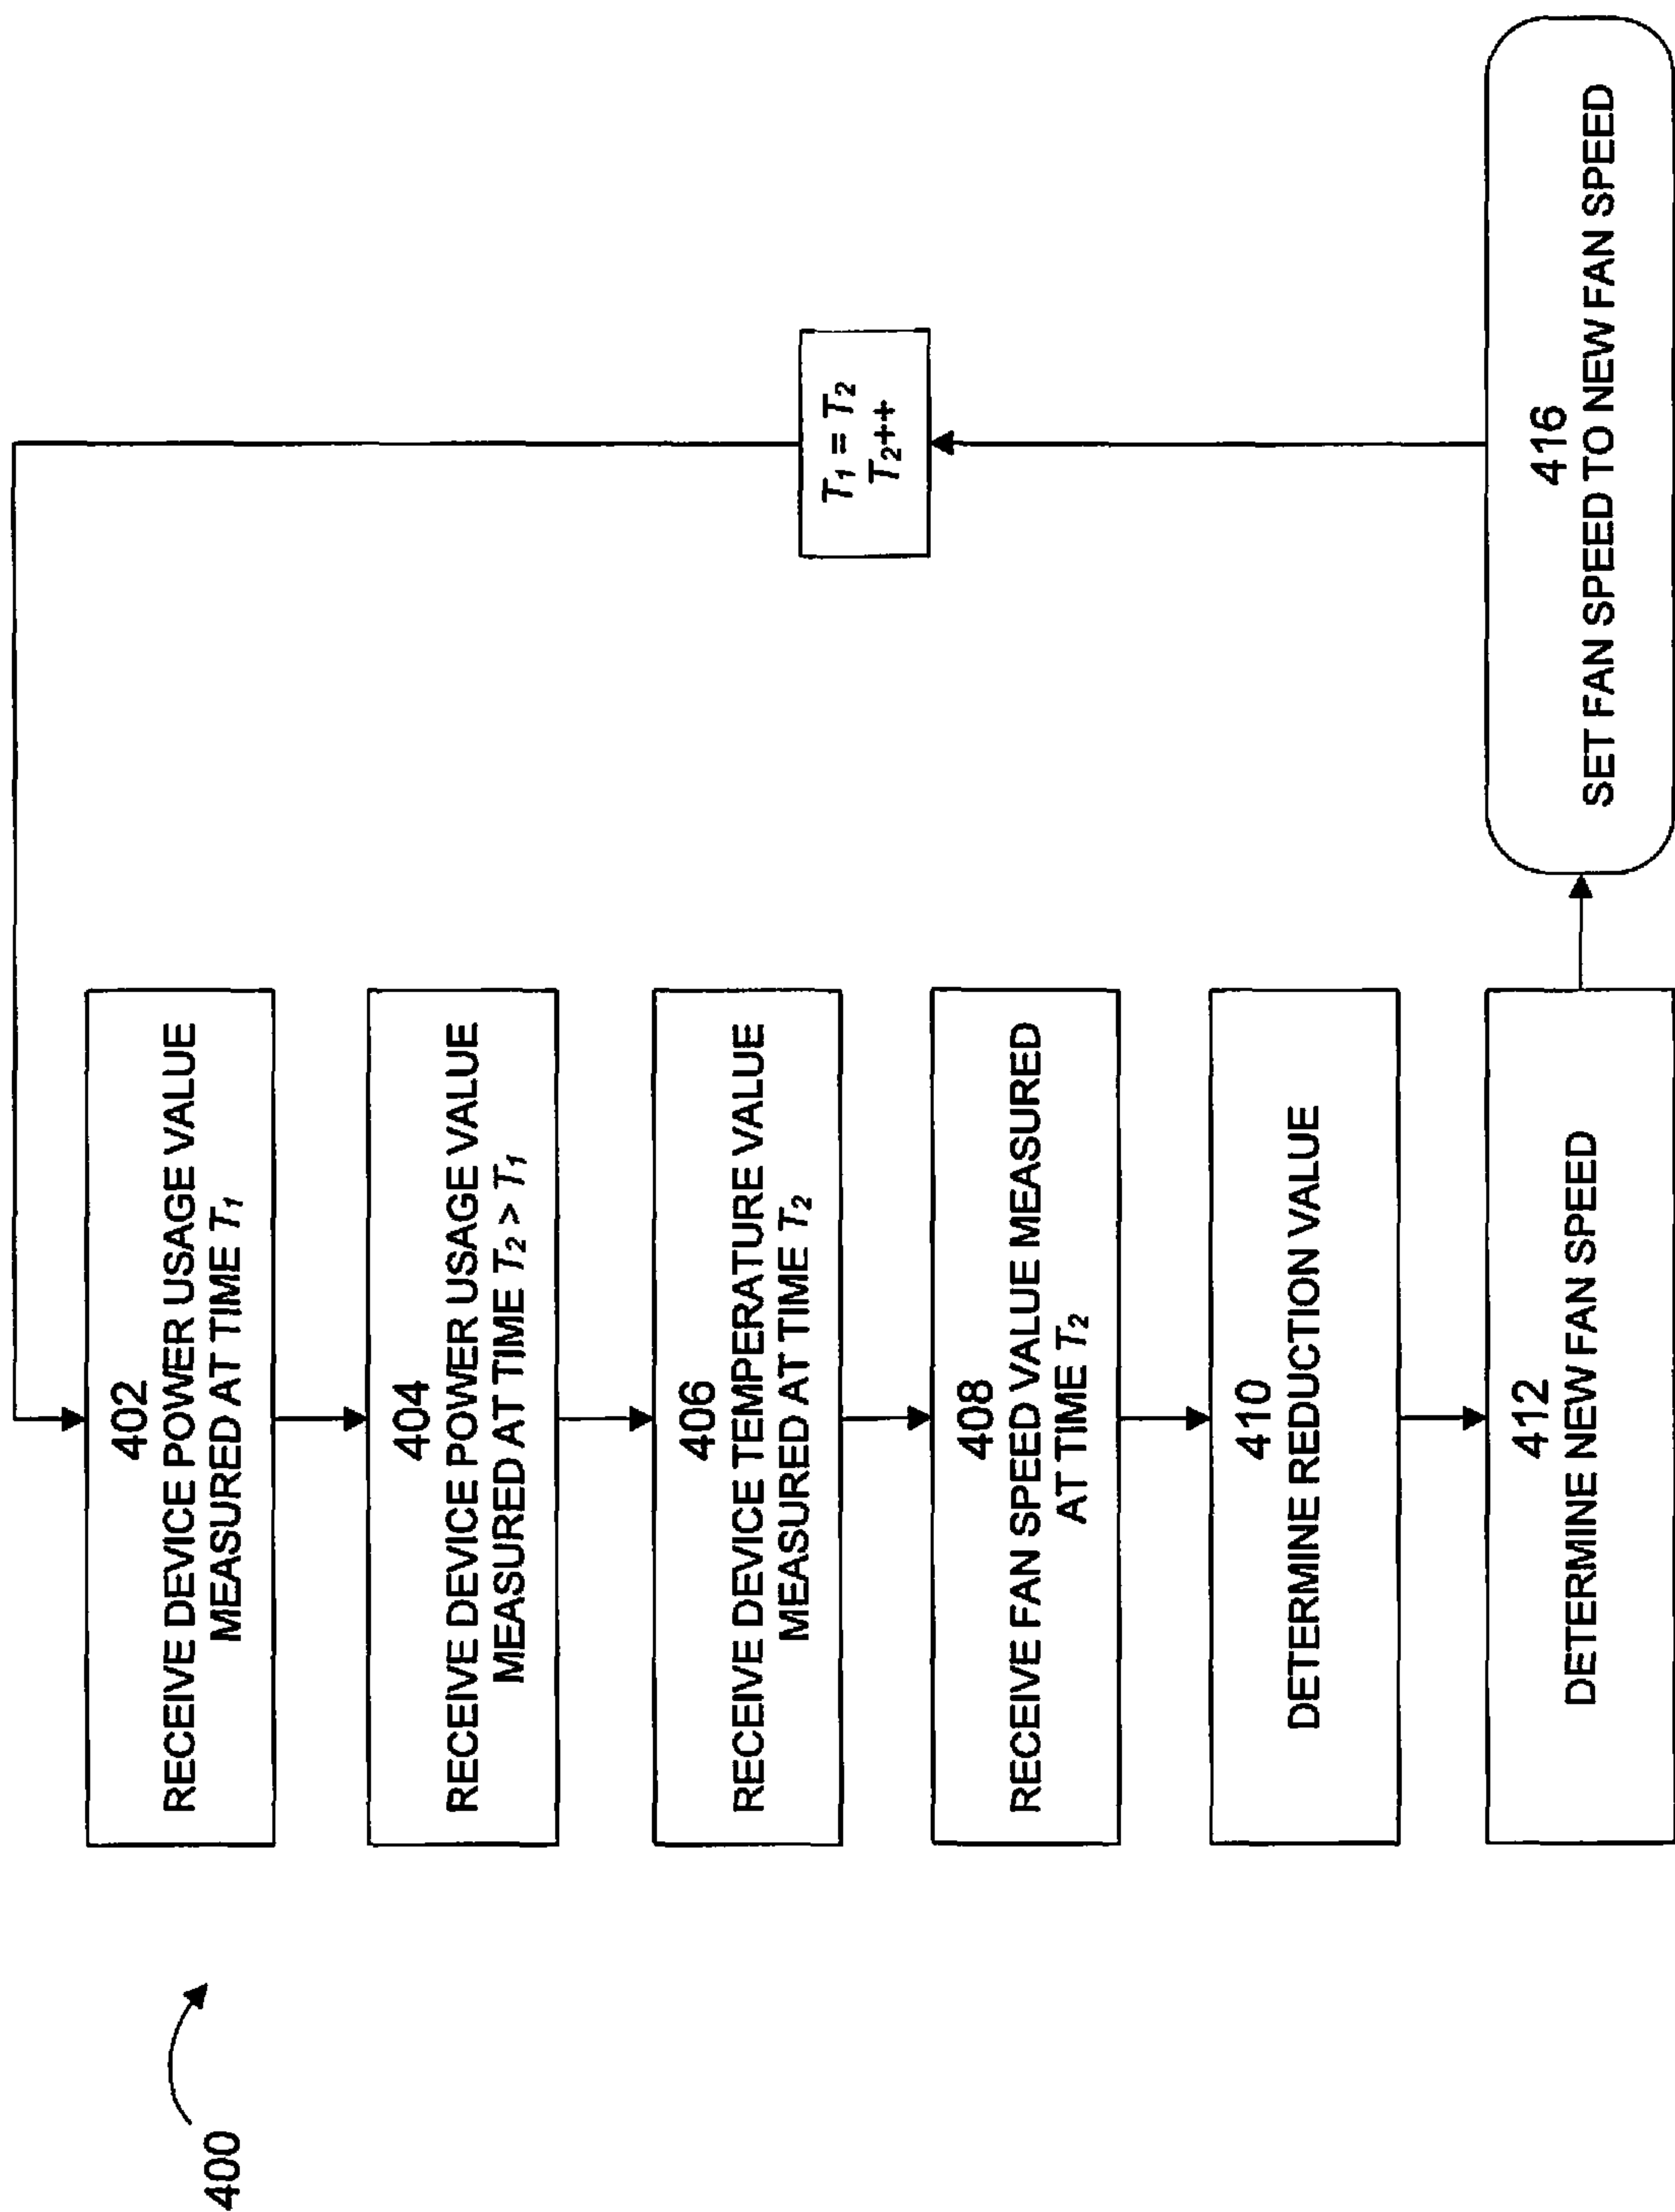 400
402
RECEIVE DEVICE POWER USAGE VALUE
MEASURED AT TIME T1
404
RECEIVE DEVICE POWER USAGE VALUE
MEASURED AT TIME T2 > T1
406
RECEIVE DEVICE TEMPERATURE VALUE
MEASURED AT TIME T2
408
RECEIVE FAN SPEED VALUE MEASURED
AT TIME T2
410
DETERMINE REDUCTION VALUE
412
DETERMINE NEW FAN SPEED
416
SET FAN SPEED TO NEW FAN SPEED
T1 = T2
T2++